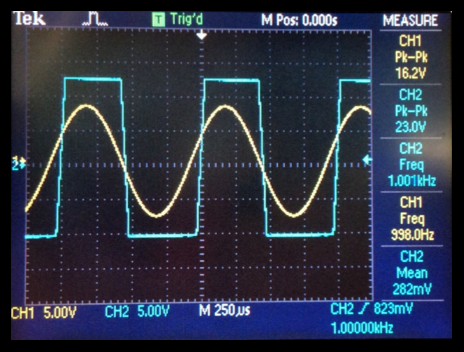 Tek T Trig'd M Pos: 0.000s MEASURE
CH1
Pk-Pk
16.2V
CH2
Pk-Pk
23.0V
CH2
Freq
1.001kHz
CH1
Freq
998.0Hz
CH2
Mean
282mV
2
CH1 5.00V CH2 5.00V M 250µs CH2 823mV
1.00000kHz